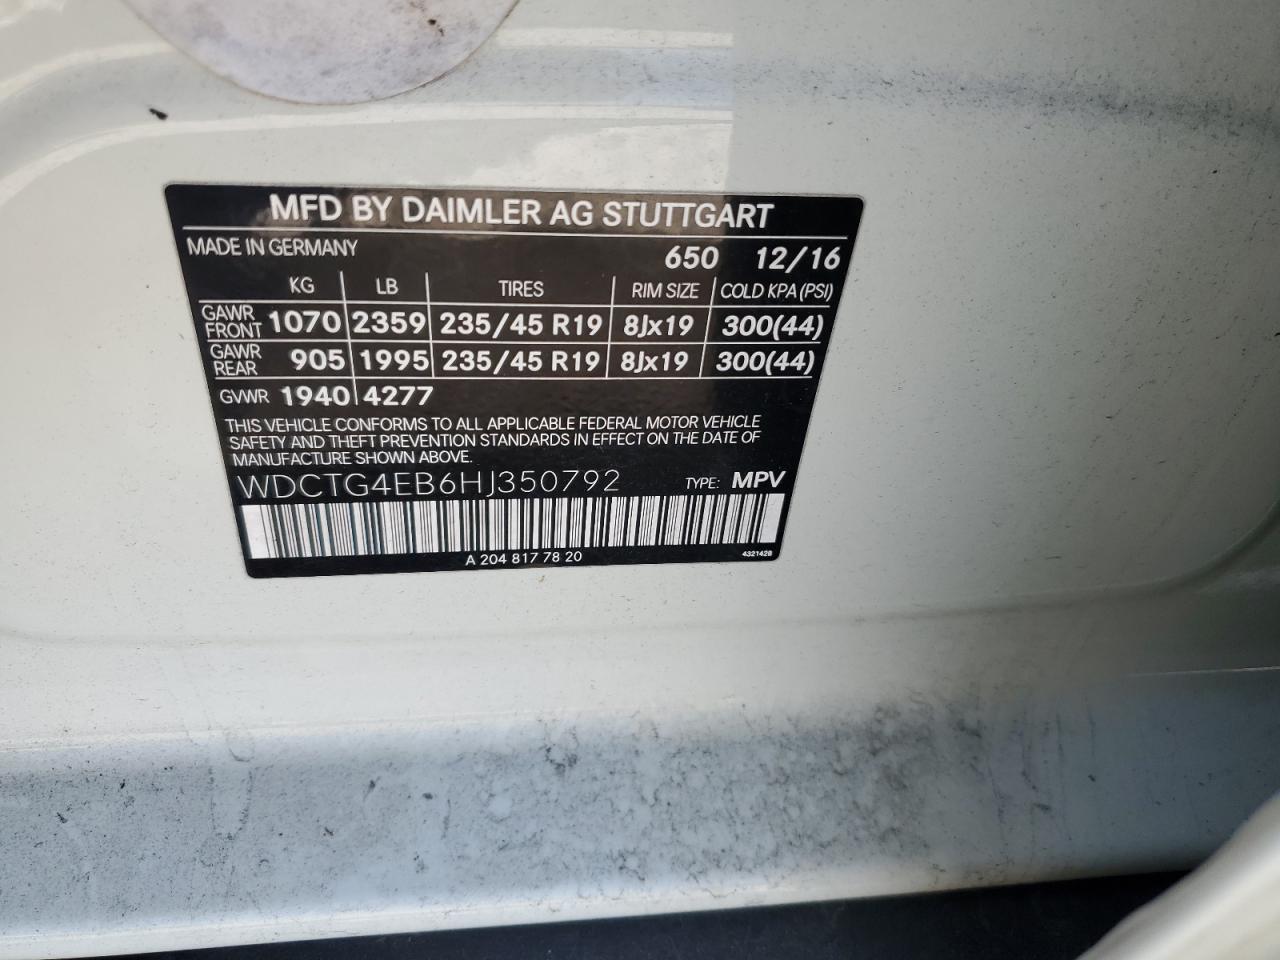 MFD BY DAIMLER AG STUTTGART
MADE IN GERMANY 650 12/16
KG LB TIRES RIM SIZE COLD KPA (PSI)
GAWR FRONT 1070 2359 235/45 R19 8Jx19 300(44)
GAWR REAR 905 1995 235/45 R19 8Jx19 300(44)
GVWR 1940 4277
THIS VEHICLE CONFORMS TO ALL APPLICABLE FEDERAL MOTOR VEHICLE
SAFETY AND THEFT PREVENTION STANDARDS IN EFFECT ON THE DATE OF
MANUFACTURE SHOWN ABOVE.
WDCTG4EB6HJ350792 TYPE: MPV
A 204 817 78 20 4321428